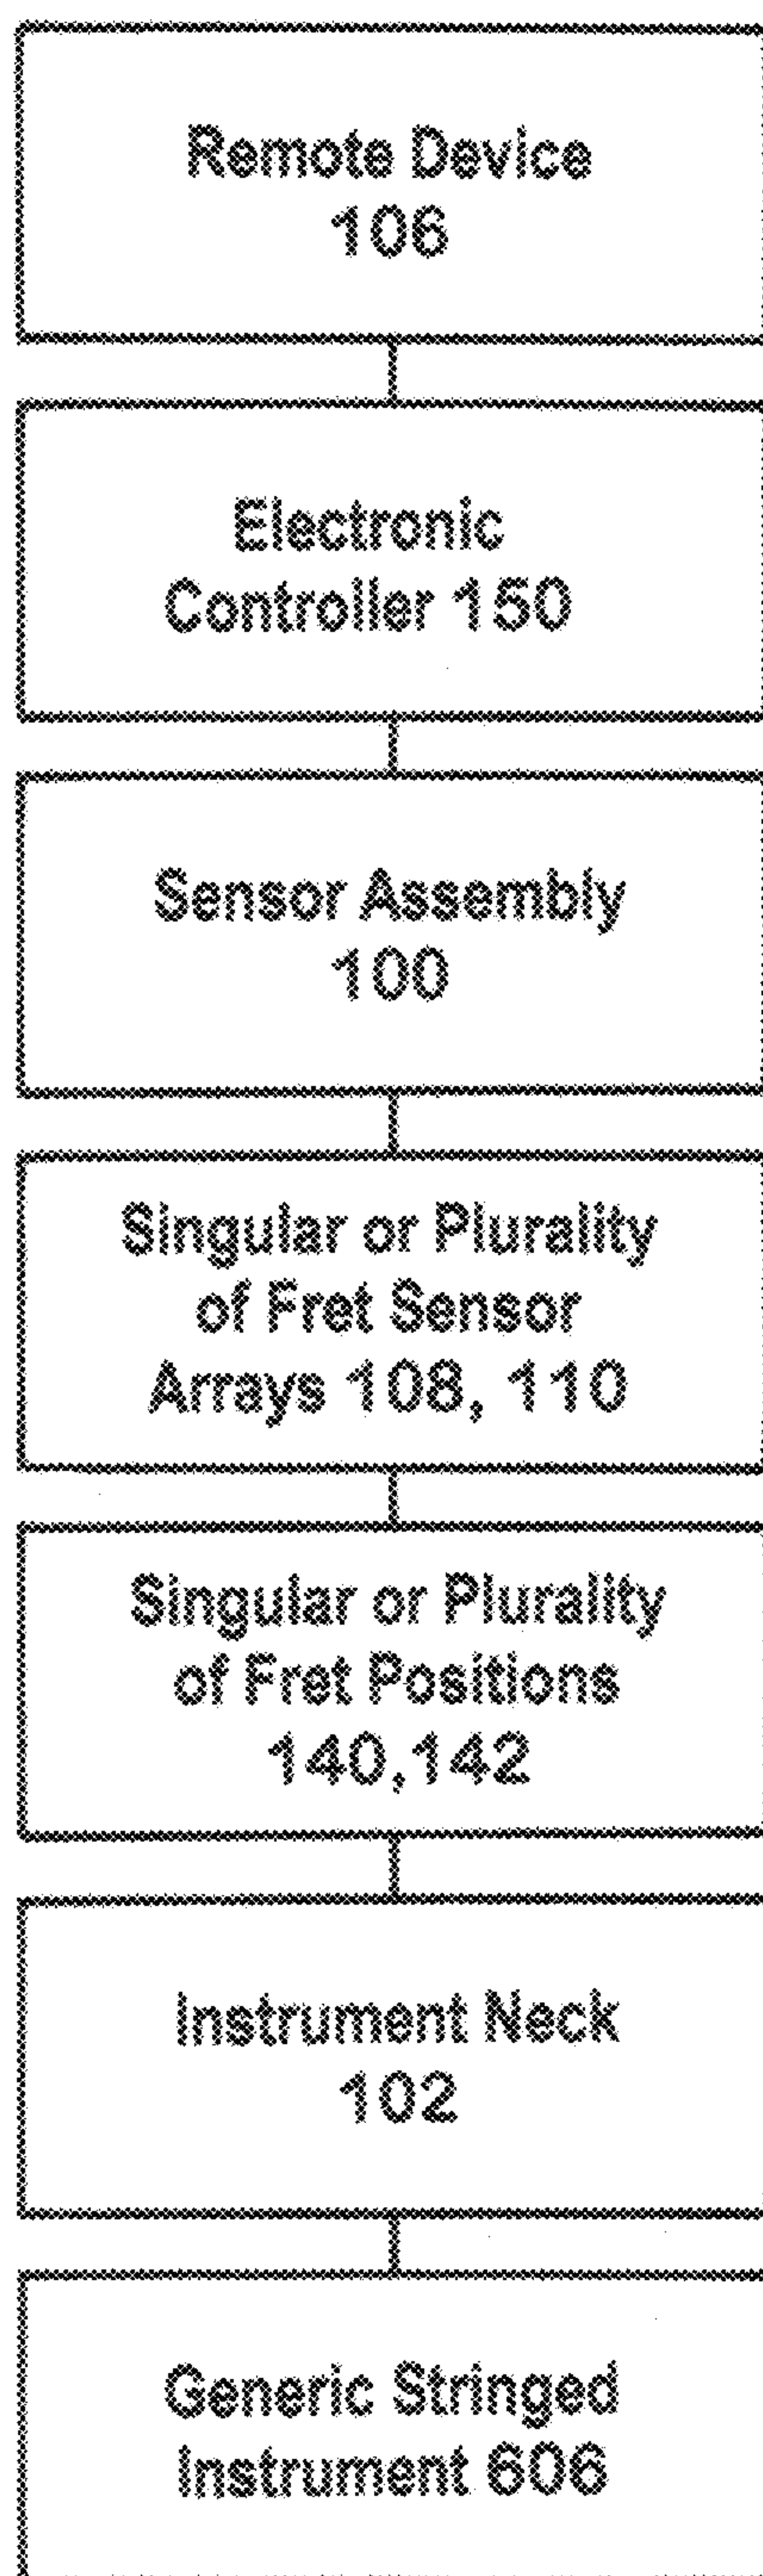 Remote Device
106
Electronic
Controller 150
Sensor Assembly
100
Singular or Plurality
of Fret Sensor
Arrays 108, 110
Singular or Plurality
of Fret Positions
140,142
Instrument Neck
102
Generic Stringed
Instrument 606